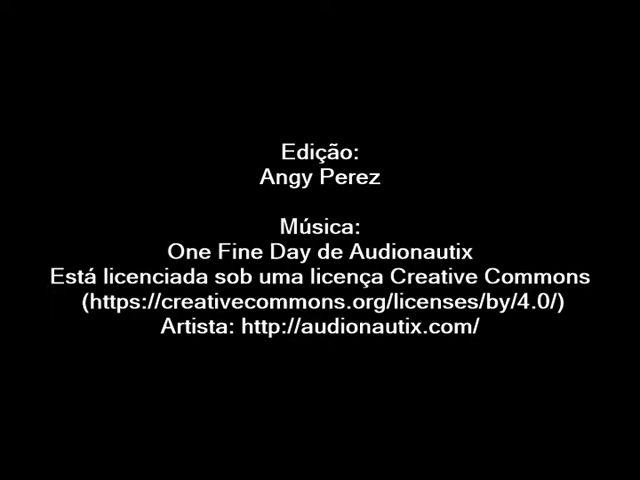 Edição:
Angy Perez
Música:
One Fine Day de Audionautix
Está licenciada sob uma licença Creative Commons
(https://creativecommons.org/licenses/by/4.0/)
Artista: http://audionautix.com/